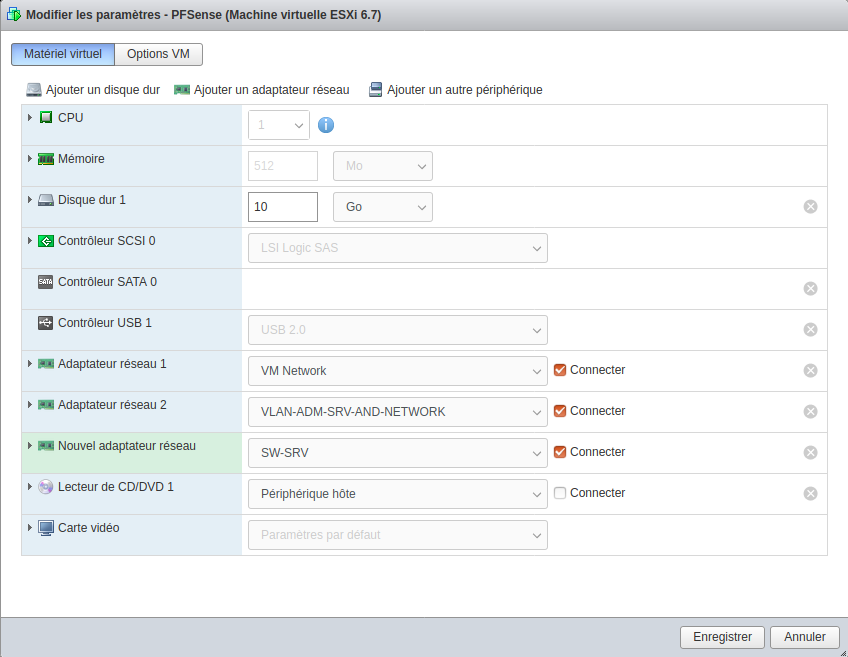 Modifier les paramètres - PFSense (Machine virtuelle ESXi 6.7)
Matériel virtuel Options VM
Ajouter un disque dur Ajouter un adaptateur réseau Ajouter un autre périphérique
CPU 1 i
Mémoire 512 Mo
Disque dur 1 10 Go
Contrôleur SCSI 0 LSI Logic SAS
SATA Contrôleur SATA 0
Contrôleur USB 1 USB 2.0
Adaptateur réseau 1 VM Network Connecter
Adaptateur réseau 2 VLAN-ADM-SRV-AND-NETWORK Connecter
Nouvel adaptateur réseau SW-SRV Connecter
Lecteur de CD/DVD 1 Périphérique hôte Connecter
Carte vidéo Paramètres par défaut
Enregistrer Annuler